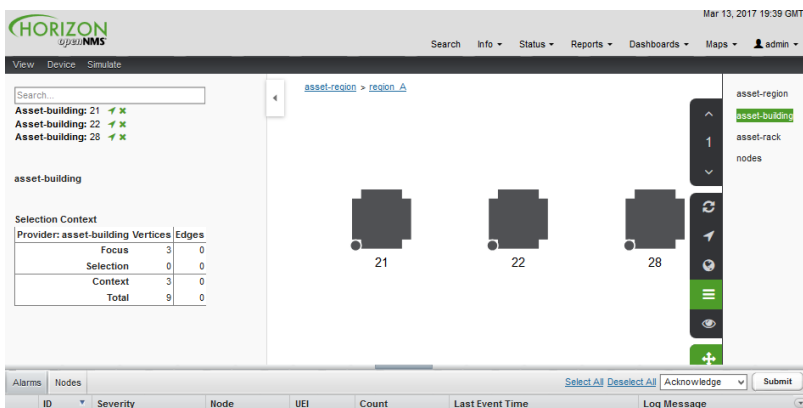 Mar 13, 2017 19:39 GMT
HORIZON
openNMS
Search Info Status Reports Dashboards Maps admin
View Device Simulate
Search...
Asset-building: 21
Asset-building: 22
Asset-building: 28
asset-building
Selection Context
Provider: asset-building Vertices Edges
Focus 3 0
Selection 0 0
Context 3 0
Total 9 0
asset-region > region_A
21 22 28
1
asset-region
asset-building
asset-rack
nodes
Alarms Nodes
Select All Deselect All Acknowledge Submit
ID Severity Node UEI Count Last Event Time Log Message